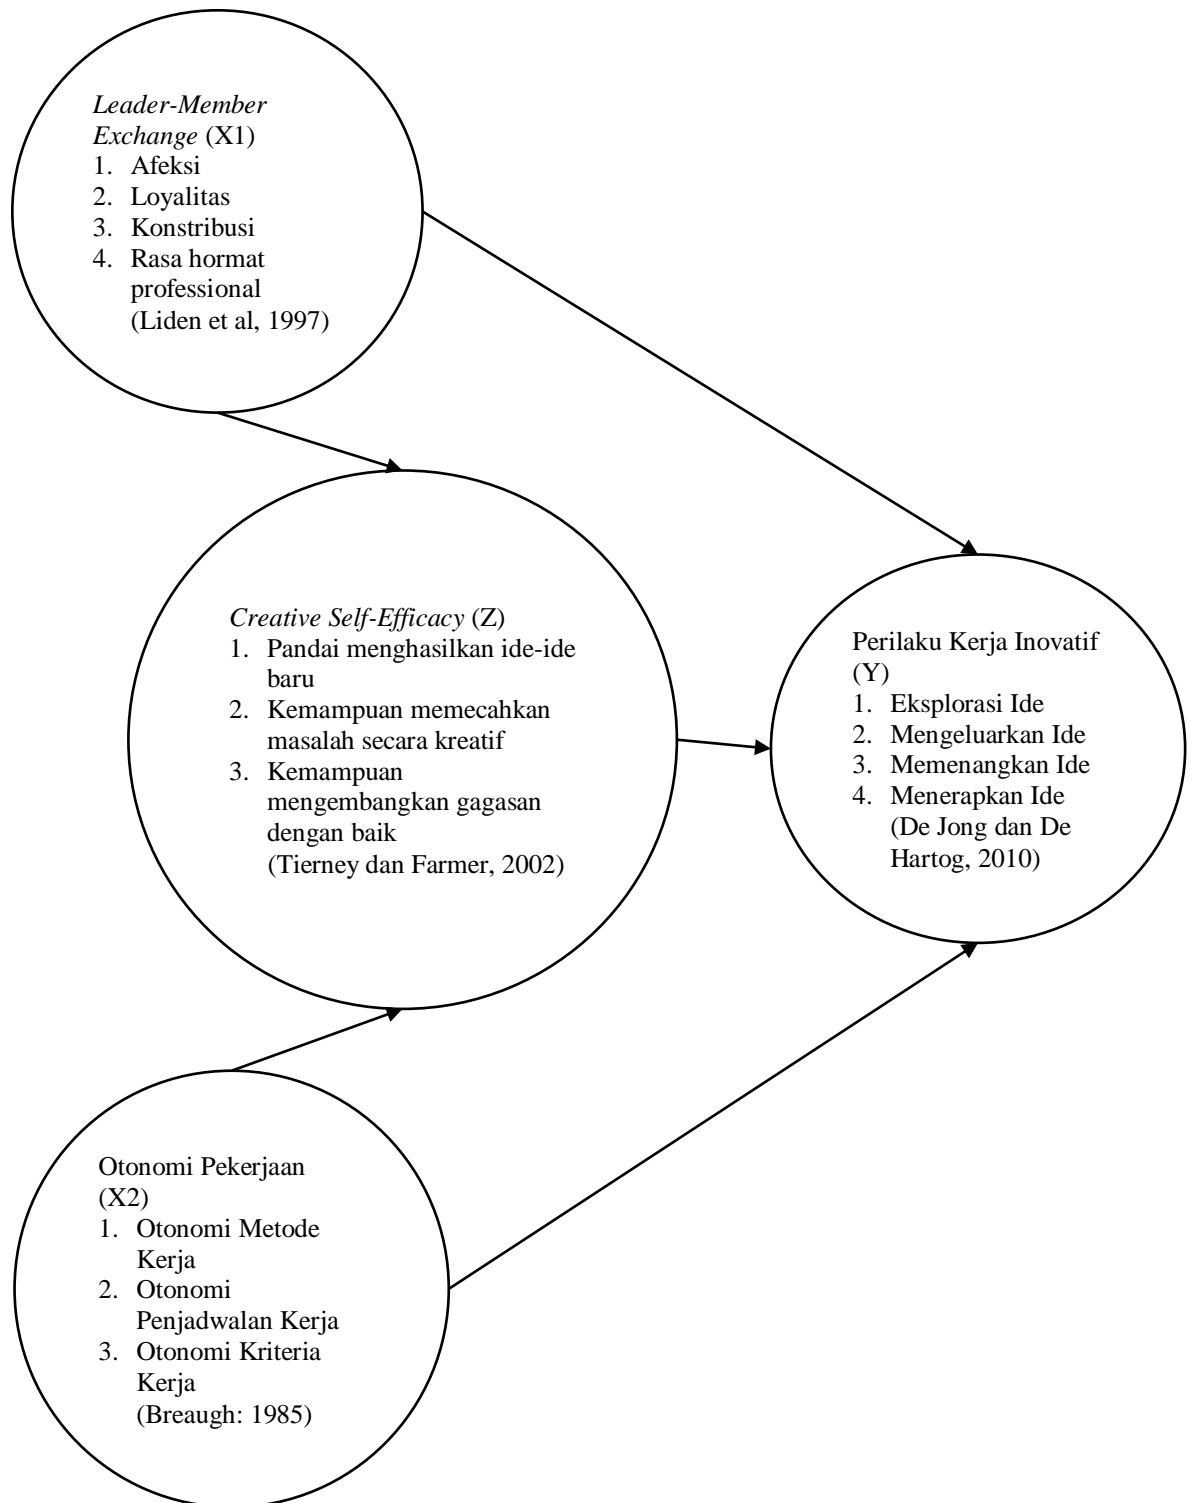 Leader-Member
Exchange (X1)
1. Afeksi
2. Loyalitas
3. Konstribusi
4. Rasa hormat
professional
(Liden et al, 1997)
Creative Self-Efficacy (Z)
1. Pandai menghasilkan ide-ide
baru
2. Kemampuan memecahkan
masalah secara kreatif
3. Kemampuan
mengembangkan gagasan
dengan baik
(Tierney dan Farmer, 2002)
Perilaku Kerja Inovatif
(Y)
1. Eksplorasi Ide
2. Mengeluarkan Ide
3. Memenangkan Ide
4. Menerapkan Ide
(De Jong dan De
Hartog, 2010)
Otonomi Pekerjaan
(X2)
1. Otonomi Metode
Kerja
2. Otonomi
Penjadwalan Kerja
3. Otonomi Kriteria
Kerja
(Breaugh: 1985)